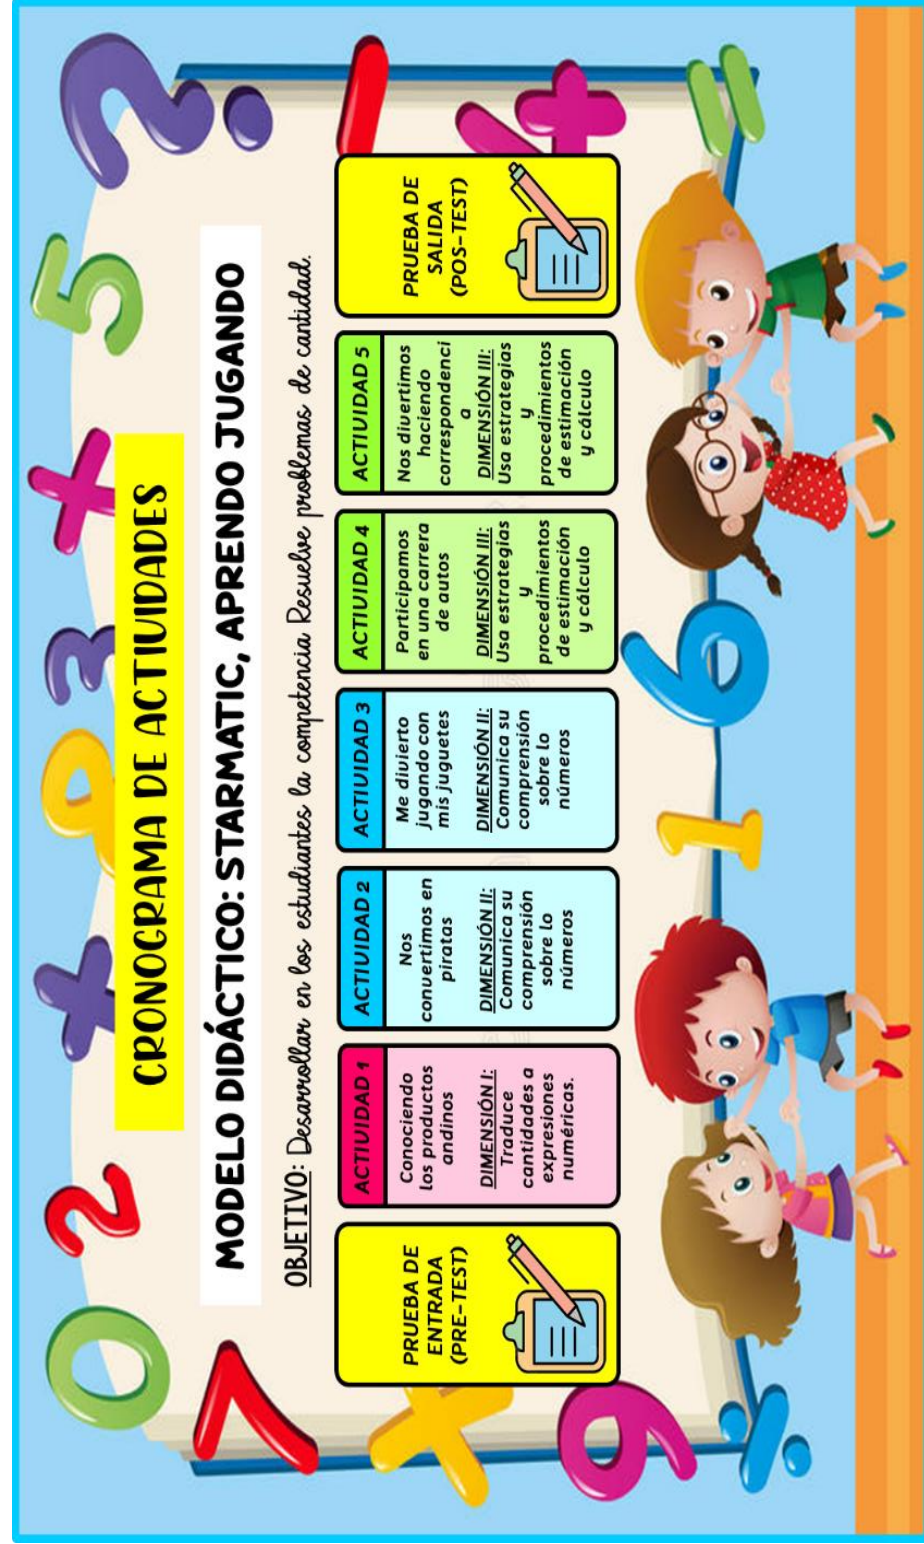 CRONOGRAMA DE ACTIVIDADES
MODELO DIDÁCTICO: STARMATIC, APRENDO JUGANDO
OBJETIVO: Desarrollar en los estudiantes la competencia Resuelve problemas de cantidad.
PRUEBA DE
ENTRADA
(PRE-TEST)
ACTIVIDAD 1
Conociendo
los productos
andinos
DIMENSIÓN I:
Traduce
cantidades a
expresiones
numéricas.
ACTIVIDAD 2
Nos
convertimos en
piratas
DIMENSIÓN II:
Comunica su
comprensión
sobre lo
números
ACTIVIDAD 3
Me divierto
jugando con
mis juguetes
DIMENSIÓN II:
Comunica su
comprensión
sobre lo
números
ACTIVIDAD 4
Participamos
en una carrera
de autos
DIMENSIÓN III:
Usa estrategias
y
procedimientos
de estimación
y cálculo
ACTIVIDAD 5
Nos divertimos
haciendo
correspondenci
a
DIMENSIÓN III:
Usa estrategias
y
procedimientos
de estimación
y cálculo
PRUEBA DE
SALIDA
(POS-TEST)